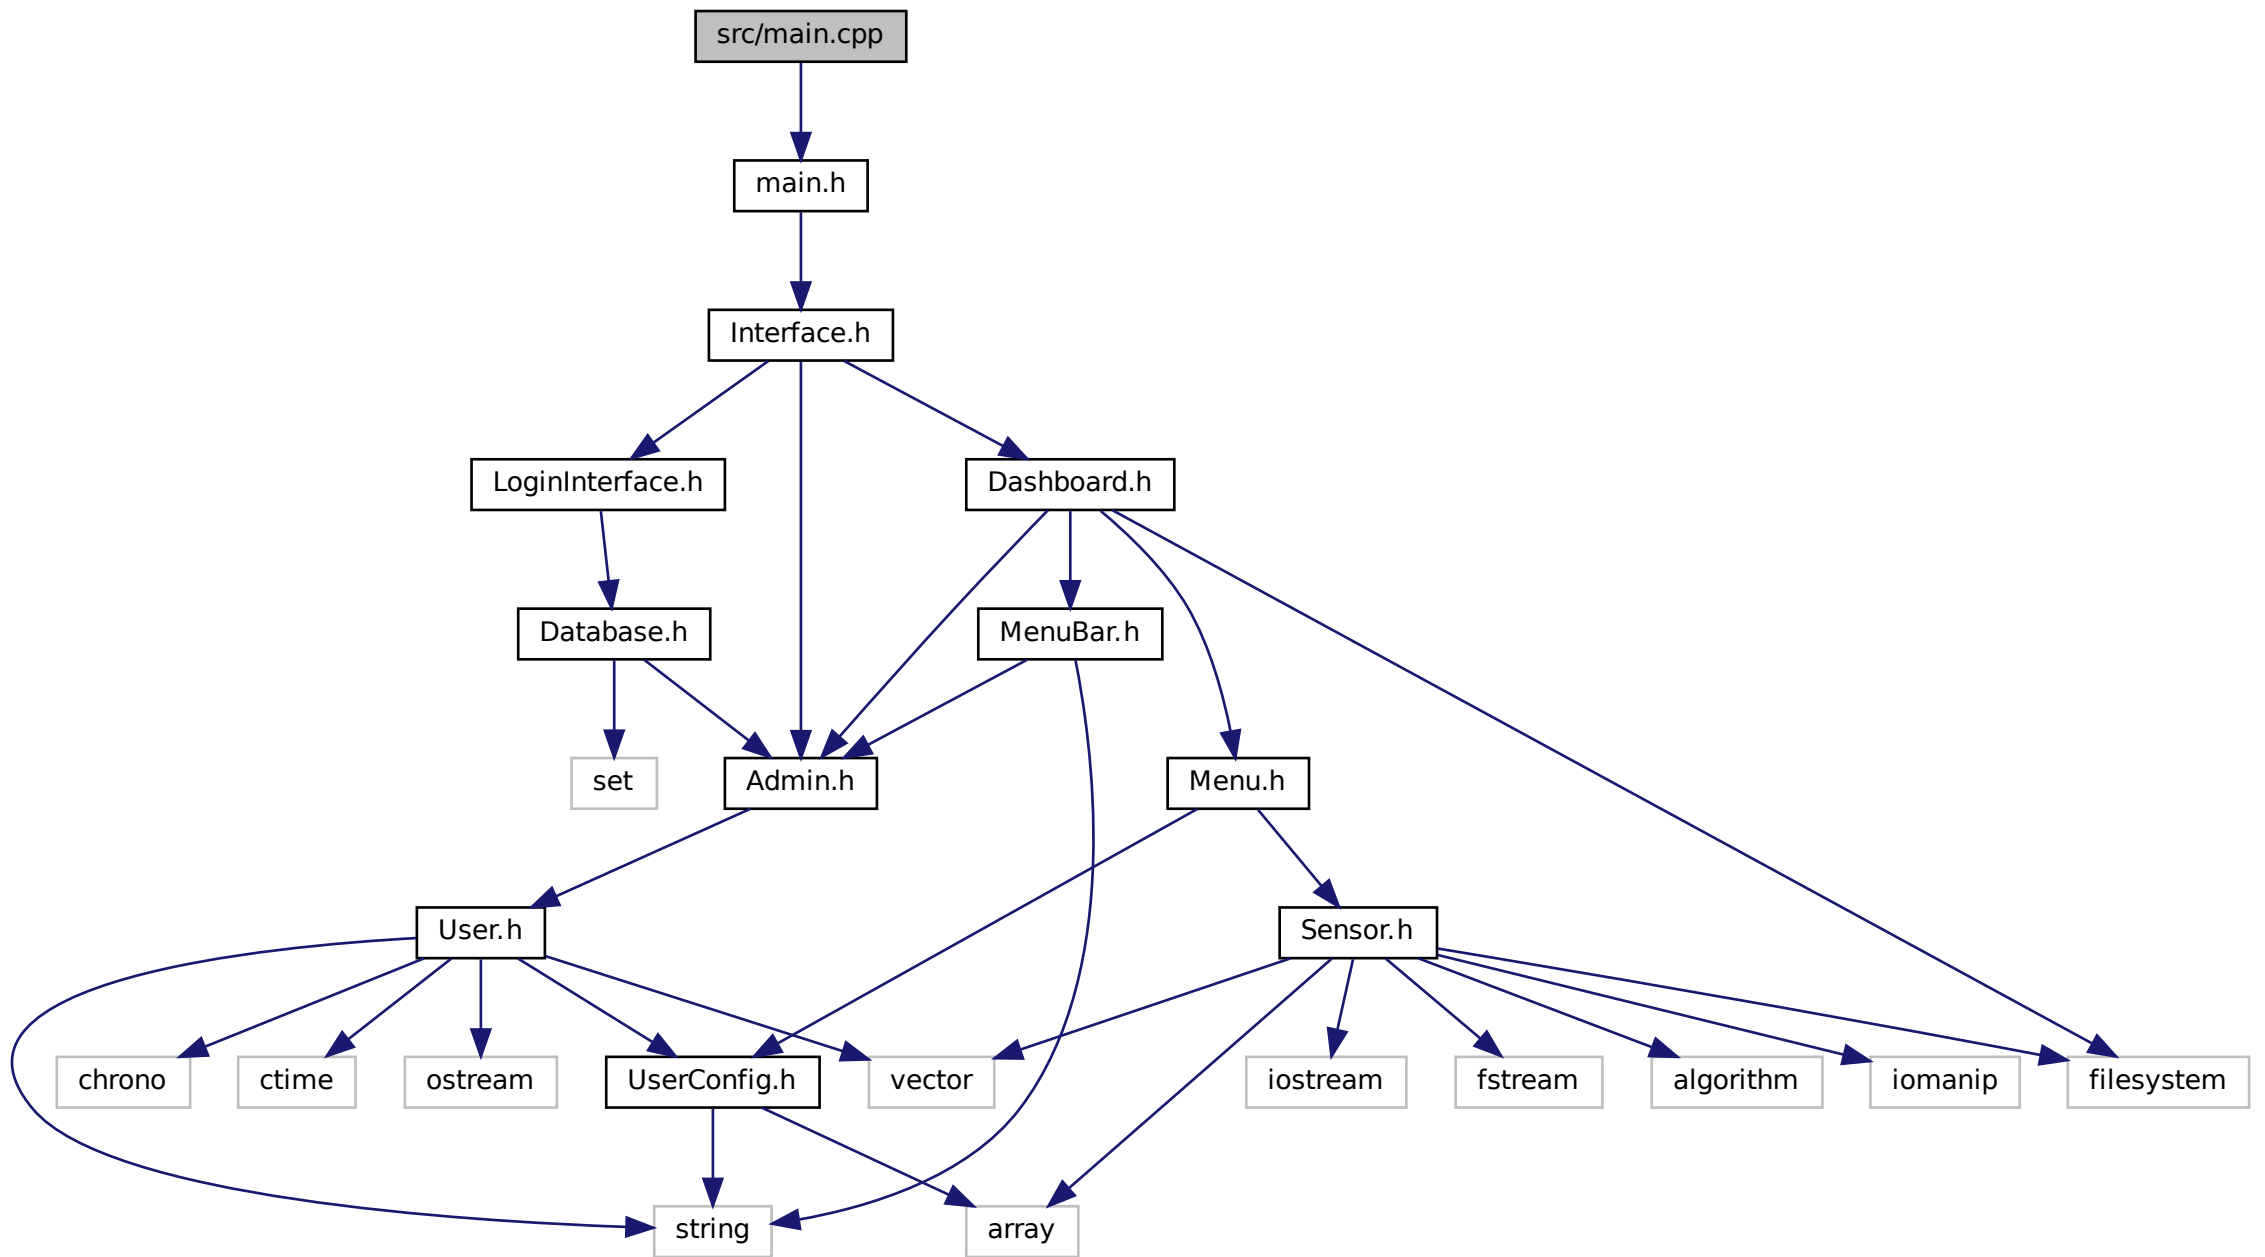 src/main.cpp
main.h
Interface.h
LoginInterface.h
Dashboard.h
Database.h
MenuBar.h
set
Admin.h
Menu.h
User.h
Sensor.h
chrono
ctime
ostream
UserConfig.h
vector
iostream
fstream
algorithm
iomanip
filesystem
string
array